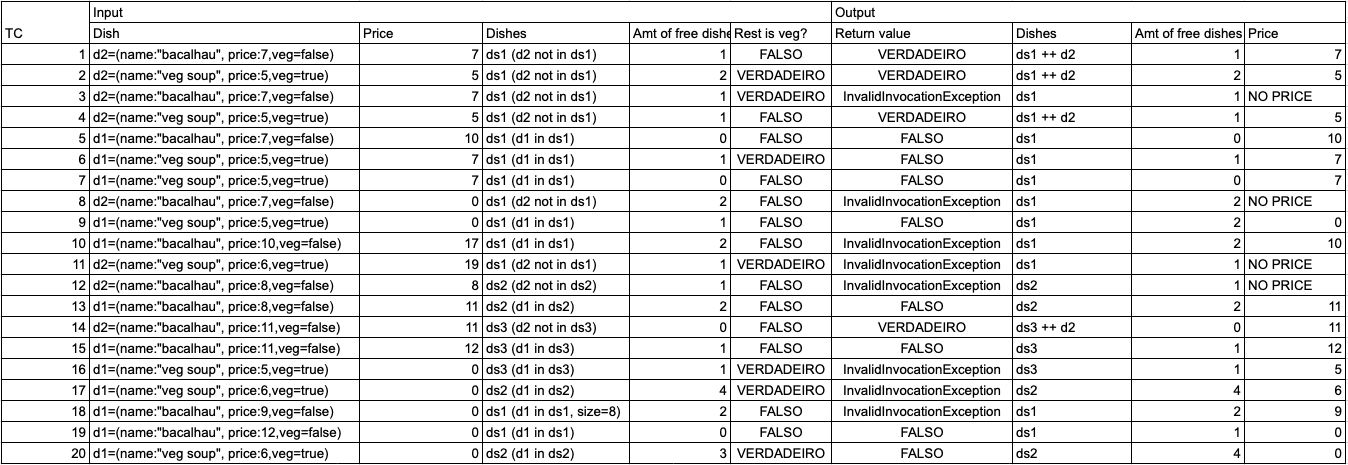 Input Output
TC Dish Price Dishes Amt of free dishe Rest is veg? Return value Dishes Amt of free dishes Price
1 d2=(name:"bacalhau", price:7,veg=false) 7 ds1 (d2 not in ds1) 1 FALSO VERDADEIRO ds1 ++ d2 1 7
2 d2=(name:"veg soup", price:5,veg=true) 5 ds1 (d2 not in ds1) 2 VERDADEIRO VERDADEIRO ds1 ++ d2 2 5
3 d2=(name:"bacalhau", price:7,veg=false) 7 ds1 (d2 not in ds1) 1 VERDADEIRO InvalidInvocationException ds1 1 NO PRICE
4 d2=(name:"veg soup", price:5,veg=true) 5 ds1 (d2 not in ds1) 1 FALSO VERDADEIRO ds1 ++ d2 1 5
5 d1=(name:"bacalhau", price:7,veg=false) 10 ds1 (d1 in ds1) 0 FALSO FALSO ds1 0 10
6 d1=(name:"veg soup", price:5,veg=true) 7 ds1 (d1 in ds1) 1 VERDADEIRO FALSO ds1 1 7
7 d1=(name:"veg soup", price:5,veg=true) 7 ds1 (d1 in ds1) 0 FALSO FALSO ds1 0 7
8 d2=(name:"bacalhau", price:7,veg=false) 0 ds1 (d2 not in ds1) 2 FALSO InvalidInvocationException ds1 2 NO PRICE
9 d1=(name:"veg soup", price:5,veg=true) 0 ds1 (d1 in ds1) 1 FALSO FALSO ds1 2 0
10 d1=(name:"bacalhau", price:10,veg=false) 17 ds1 (d1 in ds1) 2 FALSO InvalidInvocationException ds1 2 10
11 d2=(name:"veg soup", price:6,veg=true) 19 ds1 (d2 not in ds1) 1 VERDADEIRO InvalidInvocationException ds1 1 NO PRICE
12 d2=(name:"bacalhau", price:8,veg=false) 8 ds2 (d2 not in ds2) 1 FALSO InvalidInvocationException ds2 1 NO PRICE
13 d1=(name:"bacalhau", price:8,veg=false) 11 ds2 (d1 in ds2) 2 FALSO FALSO ds2 2 11
14 d2=(name:"bacalhau", price:11,veg=false) 11 ds3 (d2 not in ds3) 0 FALSO VERDADEIRO ds3 ++ d2 0 11
15 d1=(name:"bacalhau", price:11,veg=false) 12 ds3 (d1 in ds3) 1 FALSO FALSO ds3 1 12
16 d1=(name:"veg soup", price:5,veg=true) 0 ds3 (d1 in ds3) 1 VERDADEIRO InvalidInvocationException ds3 1 5
17 d1=(name:"veg soup", price:6,veg=true) 0 ds2 (d1 in ds2) 4 VERDADEIRO InvalidInvocationException ds2 4 6
18 d1=(name:"bacalhau", price:9,veg=false) 0 ds1 (d1 in ds1, size=8) 2 FALSO InvalidInvocationException ds1 2 9
19 d1=(name:"bacalhau", price:12,veg=false) 0 ds1 (d1 in ds1) 0 FALSO FALSO ds1 1 0
20 d1=(name:"veg soup", price:6,veg=true) 0 ds2 (d1 in ds2) 3 VERDADEIRO FALSO ds2 4 0